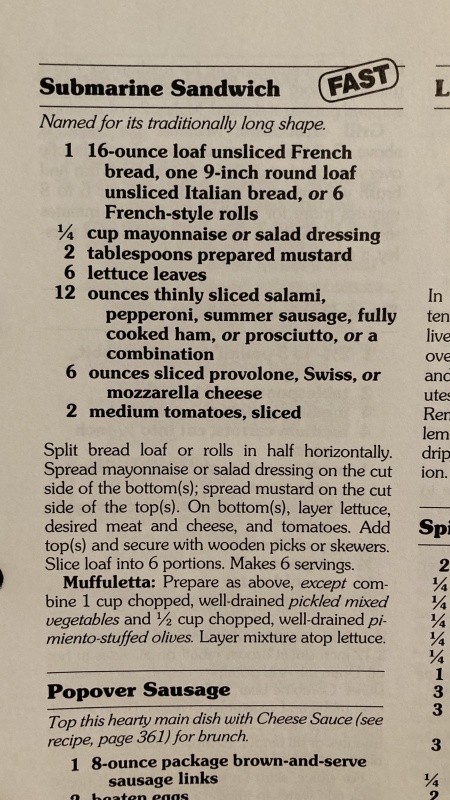 Submarine Sandwich FAST
Named for its traditionally long shape.
1 16-ounce loaf unsliced French
bread, one 9-inch round loaf
unsliced Italian bread, or 6
French-style rolls
¼ cup mayonnaise or salad dressing
2 tablespoons prepared mustard
6 lettuce leaves
12 ounces thinly sliced salami,
pepperoni, summer sausage, fully
cooked ham, or prosciutto, or a
combination
6 ounces sliced provolone, Swiss, or
mozzarella cheese
2 medium tomatoes, sliced
Split bread loaf or rolls in half horizontally.
Spread mayonnaise or salad dressing on the cut
side of the bottom(s); spread mustard on the cut
side of the top(s). On bottom(s), layer lettuce,
desired meat and cheese, and tomatoes. Add
top(s) and secure with wooden picks or skewers.
Slice loaf into 6 portions. Makes 6 servings.
Muffuletta: Prepare as above, except com-
bine 1 cup chopped, well-drained pickled mixed
vegetables and ½ cup chopped, well-drained pi-
miento-stuffed olives. Layer mixture atop lettuce.
Popover Sausage
Top this hearty main dish with Cheese Sauce (see
recipe, page 361) for brunch.
1 8-ounce package brown-and-serve
sausage links
2 beaten eggs
L
In
ten
live
ove
and
utes
Ren
lem
drip
ion.
Spi
2
¼
¼
¼
¼
¼
1
3
3
3
¼
2